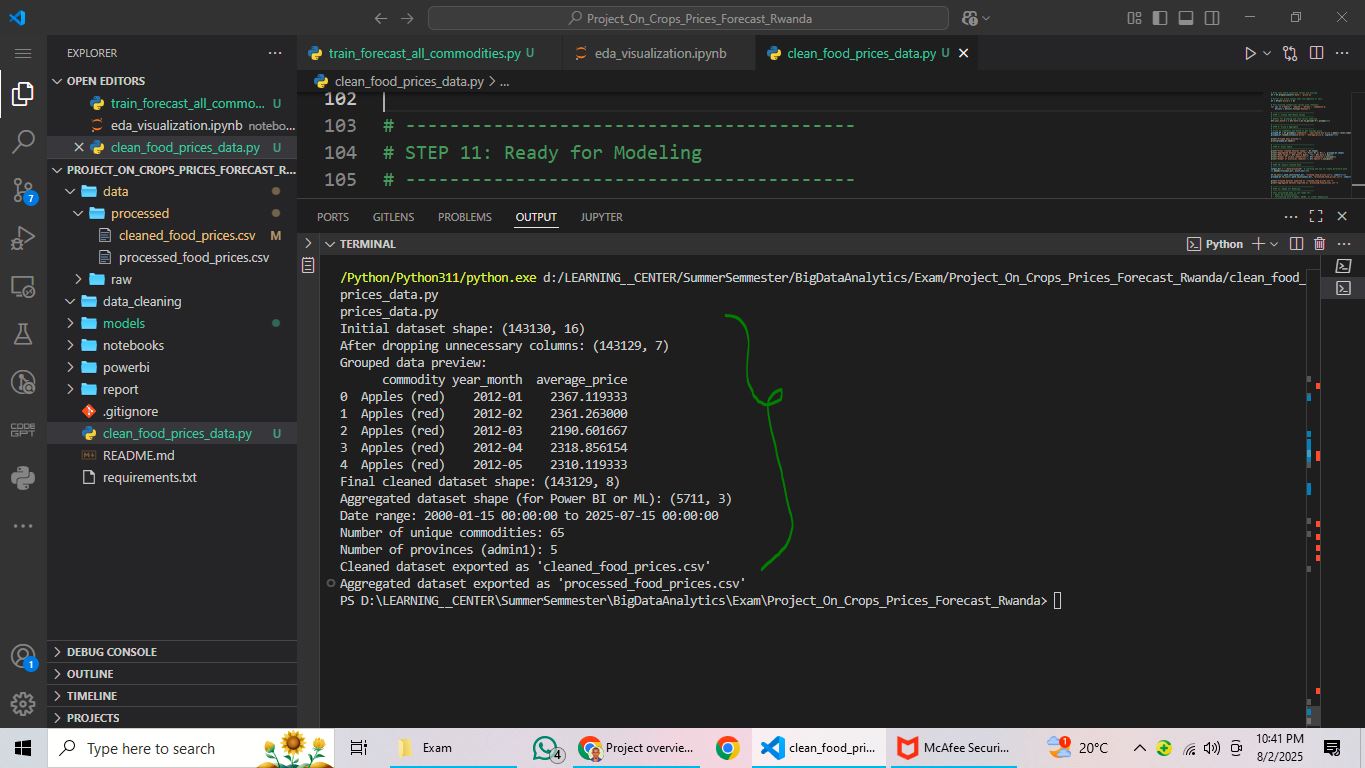 Project_On_Crops_Prices_Forecast_Rwanda
EXPLORER
OPEN EDITORS
train_forecast_all_commo... U
eda_visualization.ipynb notebo...
clean_food_prices_data.py U
PROJECT_ON_CROPS_PRICES_FORECAST_R...
data
processed
cleaned_food_prices.csv M
processed_food_prices.csv
raw
data_cleaning
models
notebooks
powerbi
report
.gitignore
clean_food_prices_data.py U
README.md
requirements.txt
DEBUG CONSOLE
OUTLINE
TIMELINE
PROJECTS
7
CODE
GPT
1
train_forecast_all_commodities.py U
eda_visualization.ipynb
clean_food_prices_data.py U
clean_food_prices_data.py > ...
102
103 # -----------------------------------------
104 # STEP 11: Ready for Modeling
105 # -----------------------------------------
PORTS GITLENS PROBLEMS OUTPUT JUPYTER
TERMINAL
Python
/Python/Python311/python.exe d:/LEARNING__CENTER/SummerSemmester/BigDataAnalytics/Exam/Project_On_Crops_Prices_Forecast_Rwanda/clean_food_
prices_data.py
prices_data.py
Initial dataset shape: (143130, 16)
After dropping unnecessary columns: (143129, 7)
Grouped data preview:
commodity year_month average_price
0 Apples (red) 2012-01 2367.119333
1 Apples (red) 2012-02 2361.263000
2 Apples (red) 2012-03 2190.601667
3 Apples (red) 2012-04 2318.856154
4 Apples (red) 2012-05 2310.119333
Final cleaned dataset shape: (143129, 8)
Aggregated dataset shape (for Power BI or ML): (5711, 3)
Date range: 2000-01-15 00:00:00 to 2025-07-15 00:00:00
Number of unique commodities: 65
Number of provinces (admin1): 5
Cleaned dataset exported as 'cleaned_food_prices.csv'
Aggregated dataset exported as 'processed_food_prices.csv'
PS D:\LEARNING__CENTER\SummerSemmester\BigDataAnalytics\Exam\Project_On_Crops_Prices_Forecast_Rwanda>
Type here to search
Exam
4
Project overvie...
clean_food_pri...
McAfee Securi...
1
20°C
10:41 PM
8/2/2025